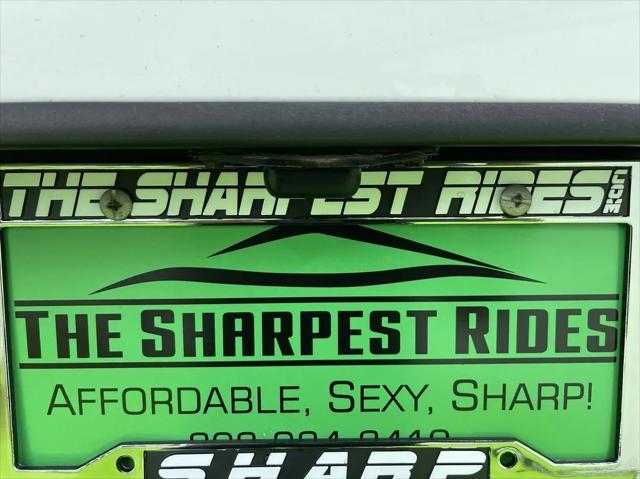 THE SHARPEST RIDES.COM
THE SHARPEST RIDES
AFFORDABLE, SEXY, SHARP!
SHARP